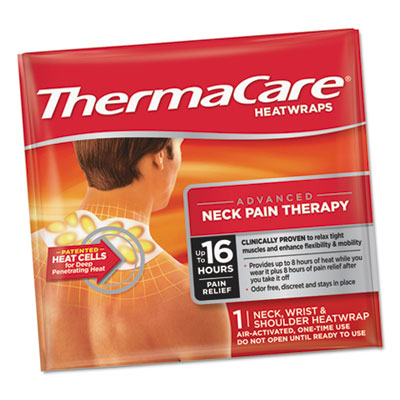 ThermaCare®
HEATWRAPS
ADVANCED
NECK PAIN THERAPY
PATENTED
HEAT CELLS
for Deep
Penetrating Heat
Up To
16
HOURS
PAIN
RELIEF
CLINICALLY PROVEN to relax tight
muscles and enhance flexibility & mobility
• Provides up to 8 hours of heat while you
wear it plus 8 hours of pain relief after
you take it off
• Odor free, discreet and stays in place
1 NECK, WRIST &
SHOULDER HEATWRAP
AIR-ACTIVATED, ONE-TIME USE
DO NOT OPEN UNTIL READY TO USE